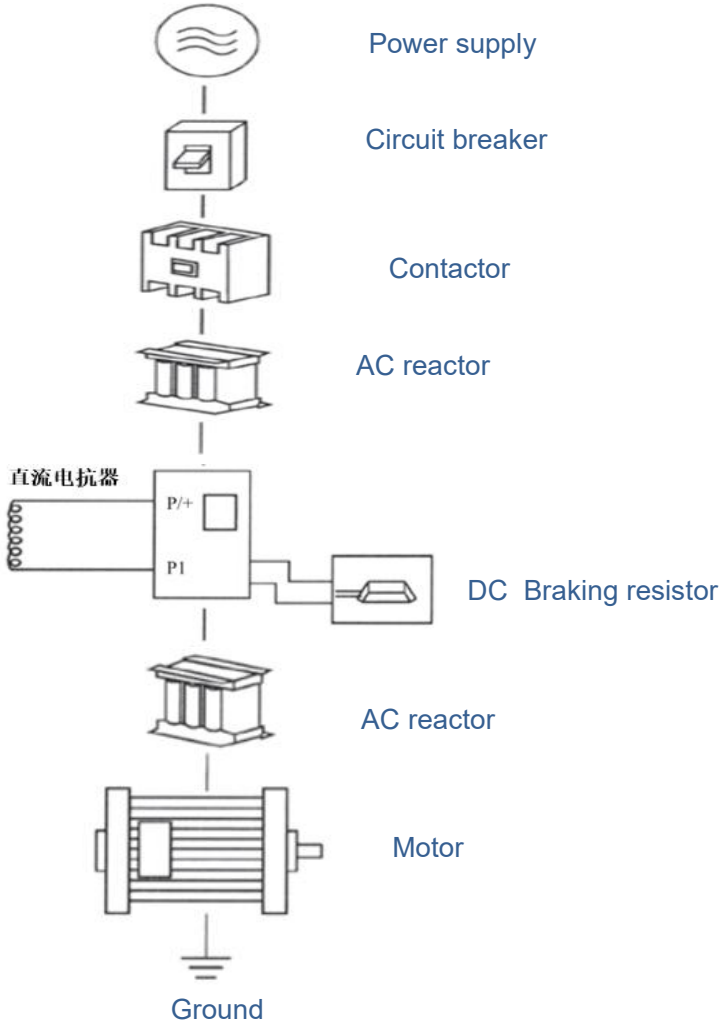 Power supply
Circuit breaker
Contactor
AC reactor
直流电抗器
P/+
P1
DC Braking resistor
AC reactor
Motor
Ground